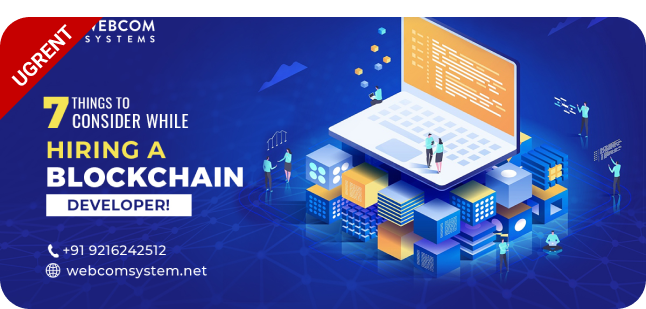 UGRENT
WEBCOM
SYSTEMS
7 THINGS TO
CONSIDER WHILE
HIRING A
BLOCKCHAIN
DEVELOPER!
+91 9216242512
webcomsystem.net